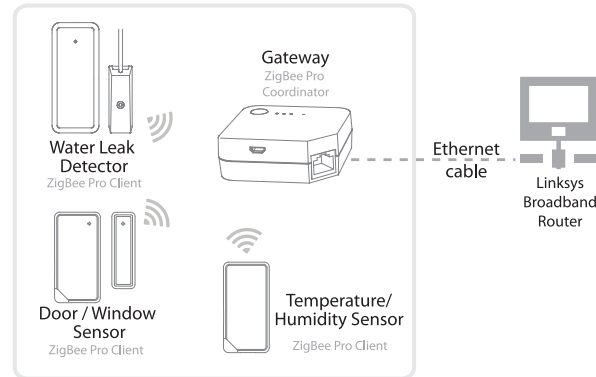 Gateway
ZigBee Pro
Coordinator
Water Leak
Detector
ZigBee Pro Client
Ethernet
cable
Linksys
Broadband
Router
Door / Window
Sensor
ZigBee Pro Client
Temperature/
Humidity Sensor
ZigBee Pro Client